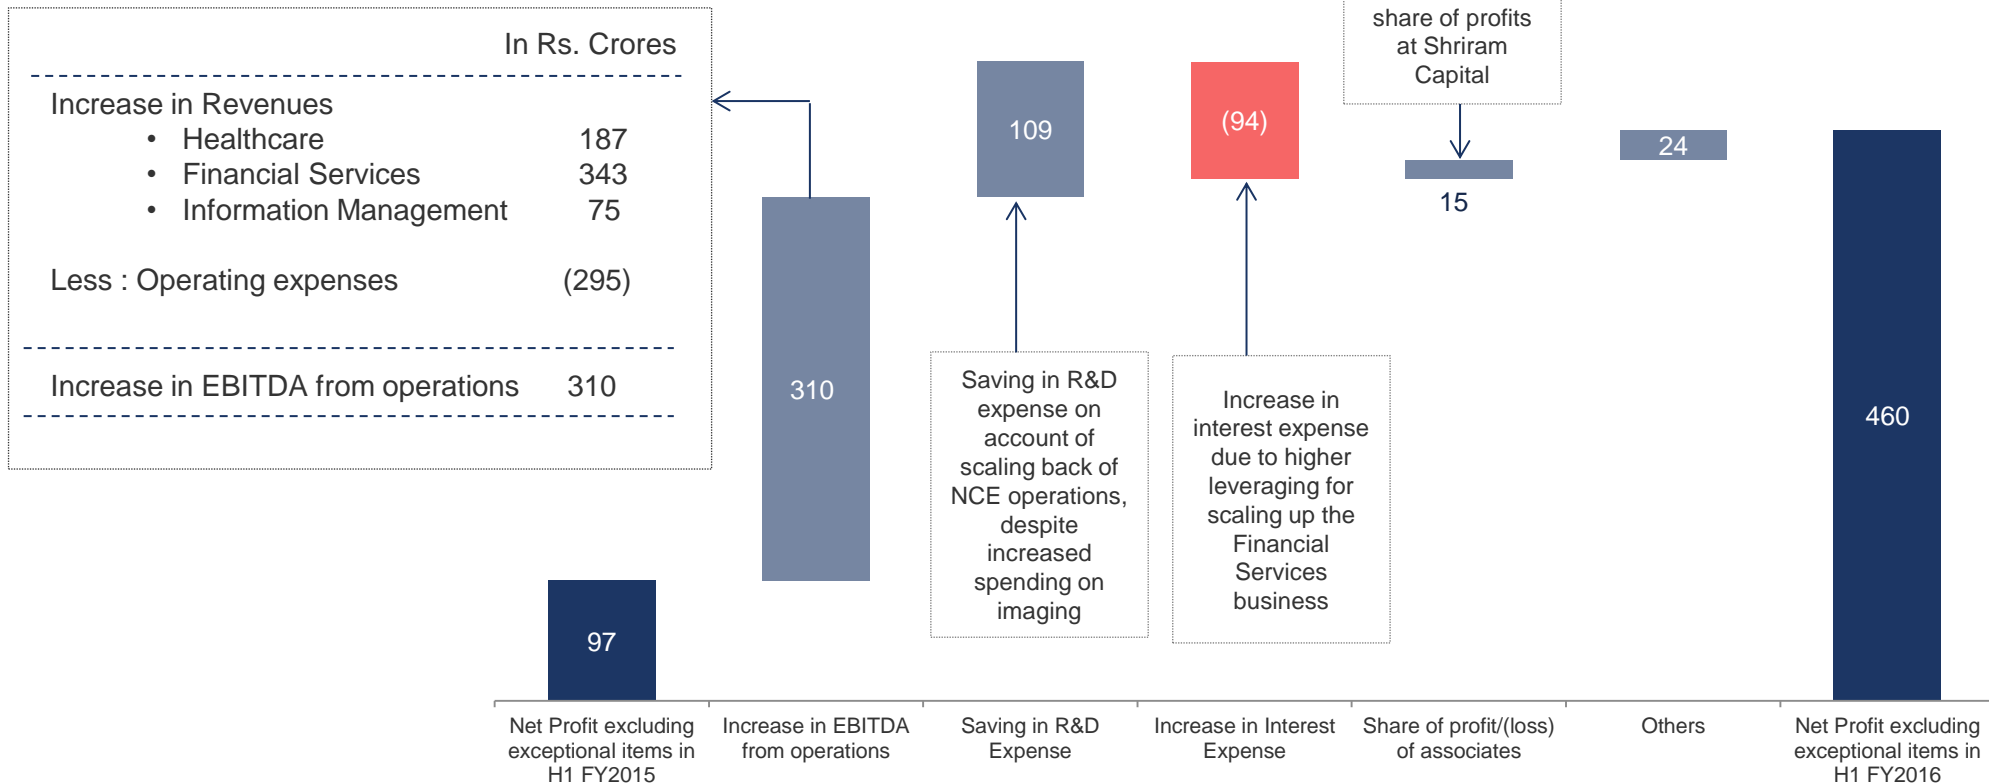 In Rs. Crores
Increase in Revenues
• Healthcare 187
• Financial Services 343
• Information Management 75
Less : Operating expenses (295)
Increase in EBITDA from operations 310
share of profits
at Shriram
Capital
109
(94)
15
24
310
460
97
Saving in R&D
expense on
account of
scaling back of
NCE operations,
despite
increased
spending on
imaging
Increase in
interest expense
due to higher
leveraging for
scaling up the
Financial
Services
business
Net Profit excluding
exceptional items in
H1 FY2015
Increase in EBITDA
from operations
Saving in R&D
Expense
Increase in Interest
Expense
Share of profit/(loss)
of associates
Others
Net Profit excluding
exceptional items in
H1 FY2016